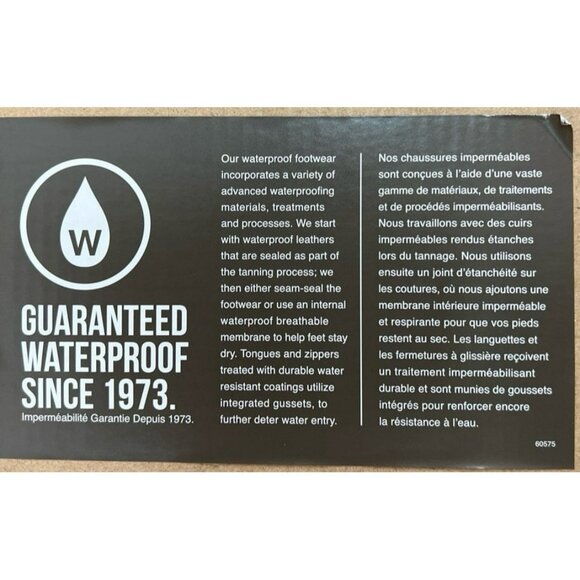 W
GUARANTEED
WATERPROOF
SINCE 1973.
Imperméabilité Garantie Depuis 1973.
Our waterproof footwear
incorporates a variety of
advanced waterproofing
materials, treatments
and processes. We start
with waterproof leathers
that are sealed as part of
the tanning process; we
then either seam-seal the
footwear or use an internal
waterproof breathable
membrane to help feet stay
dry. Tongues and zippers
treated with durable water
resistant coatings utilize
integrated gussets, to
further deter water entry.
Nos chaussures imperméables
sont conçues à l'aide d'une vaste
gamme de matériaux, de traitements
et de procédés imperméabilisants.
Nous travaillons avec des cuirs
imperméables rendus étanches
lors du tannage. Nous utilisons
ensuite un joint d'étanchéité sur
les coutures, où nous ajoutons une
membrane intérieure imperméable
et respirante pour que vos pieds
restent au sec. Les languettes et
les fermetures à glissière reçoivent
un traitement imperméabilisant
durable et sont munies de goussets
intégrés pour renforcer encore
la résistance à l'eau.
60575